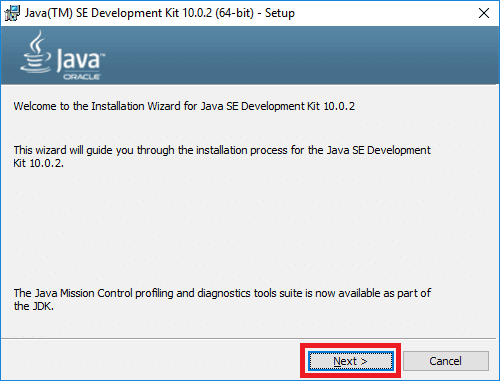 Java(TM) SE Development Kit 10.0.2 (64-bit) - Setup
Java™
ORACLE
Welcome to the Installation Wizard for Java SE Development Kit 10.0.2
This wizard will guide you through the installation process for the Java SE Development
Kit 10.0.2.
The Java Mission Control profiling and diagnostics tools suite is now available as part of
the JDK.
Next >
Cancel